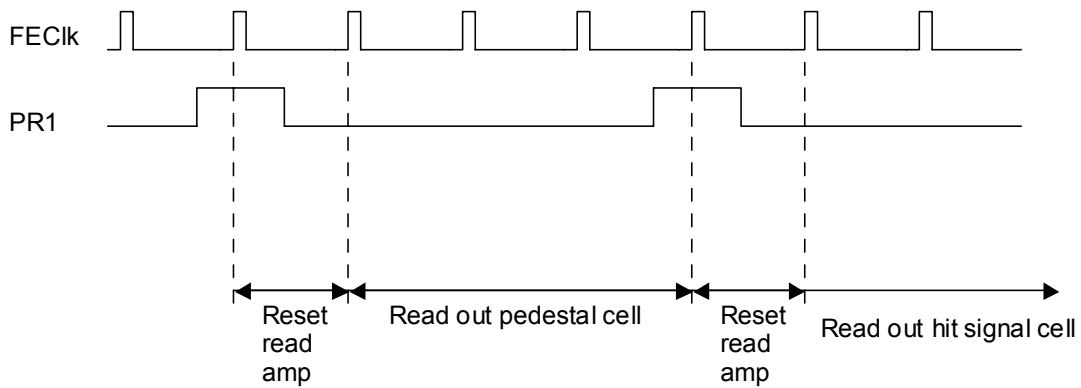 FEClk
PR1
Reset
read
amp
Read out pedestal cell
Reset
read
amp
Read out hit signal cell